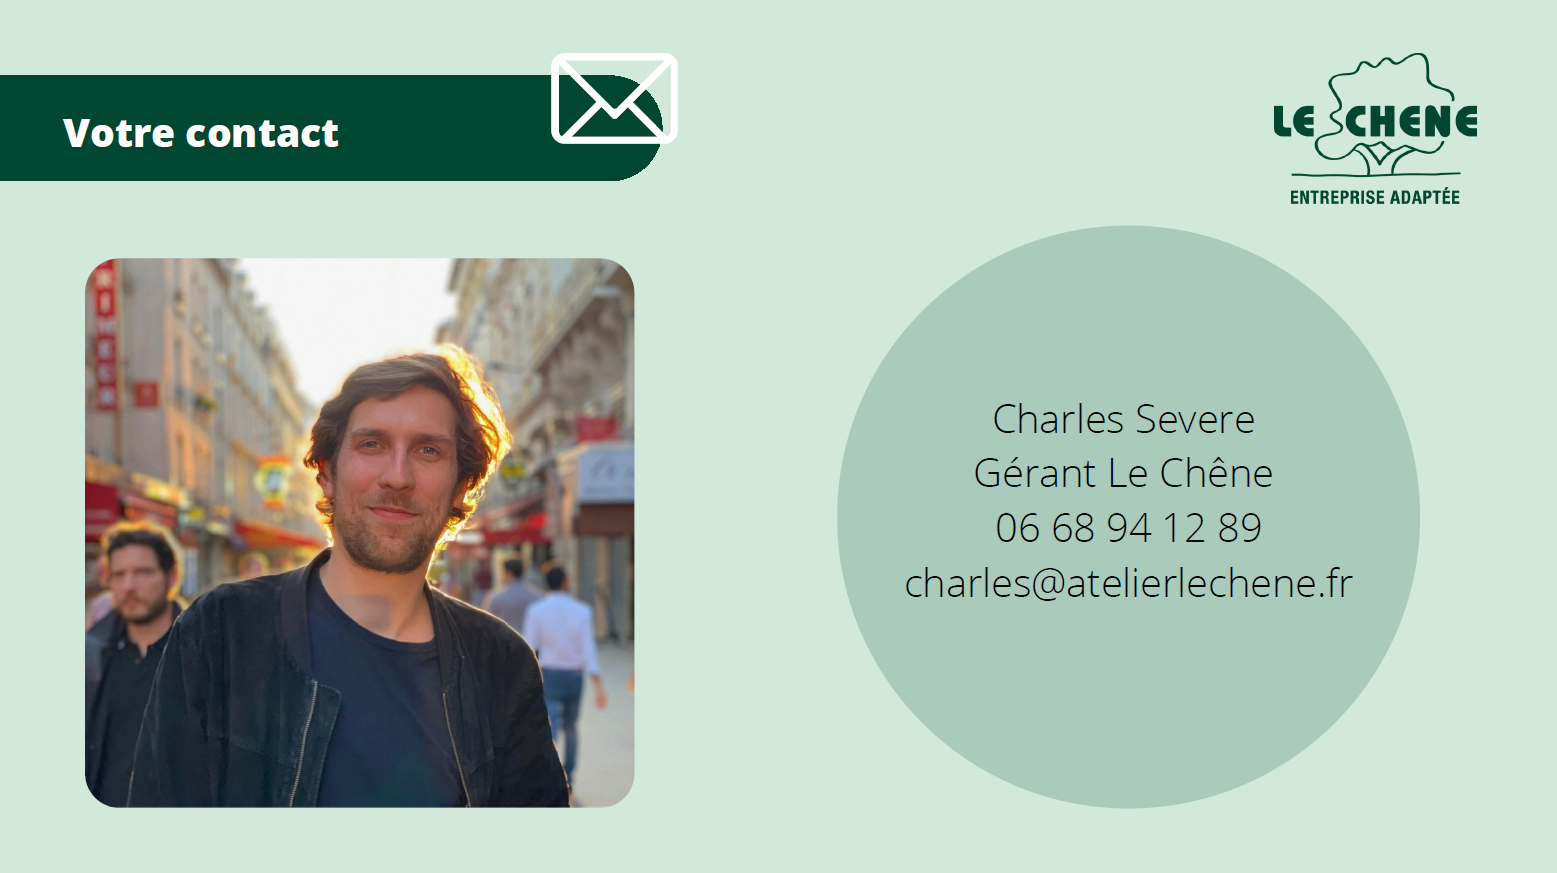 Votre contact
LE CHENE
ENTREPRISE ADAPTÉE
Charles Severe
Gérant Le Chêne
06 68 94 12 89
charles@atelierlechene.fr